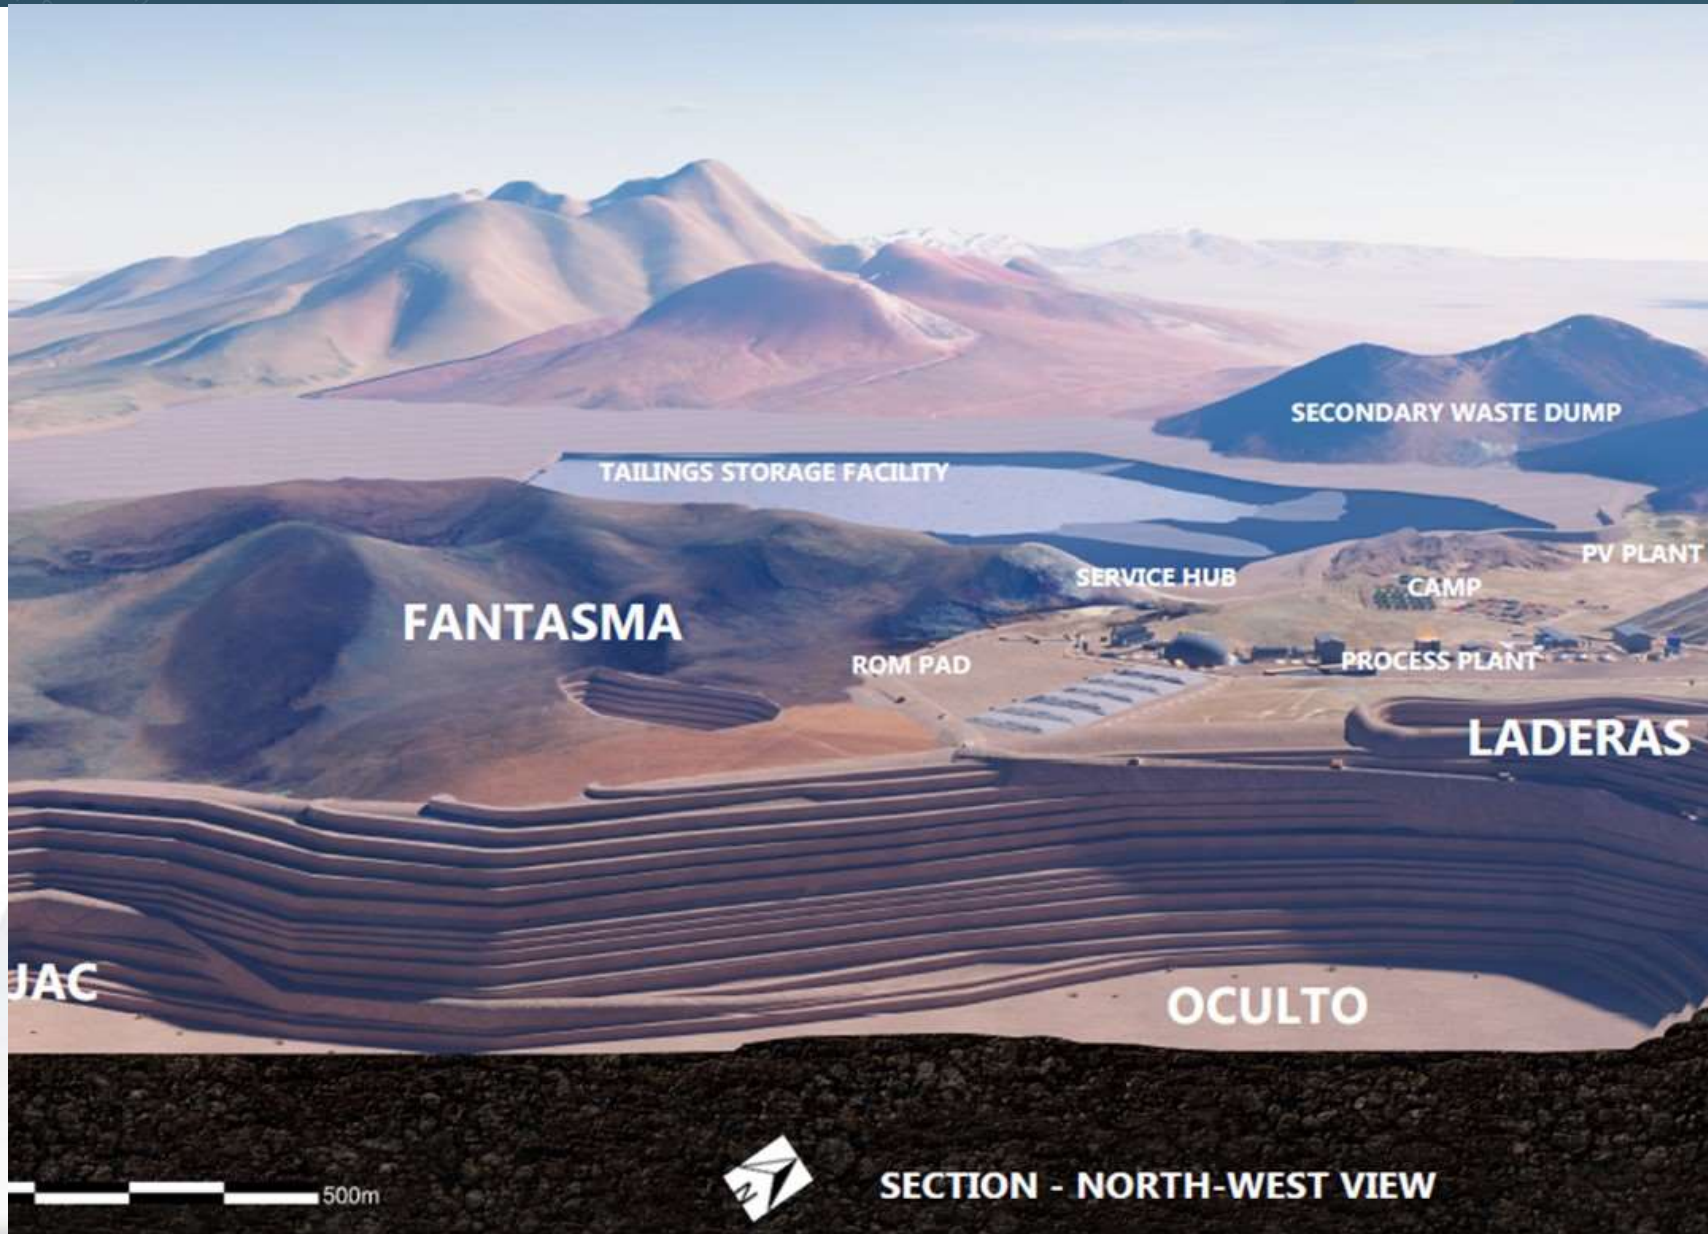 SECONDARY WASTE DUMP
TAILINGS STORAGE FACILITY
PV PLANT
SERVICE HUB
CAMP
FANTASMA
ROM PAD
PROCESS PLANT
LADERAS
JAC
OCULTO
N
500m
SECTION - NORTH-WEST VIEW